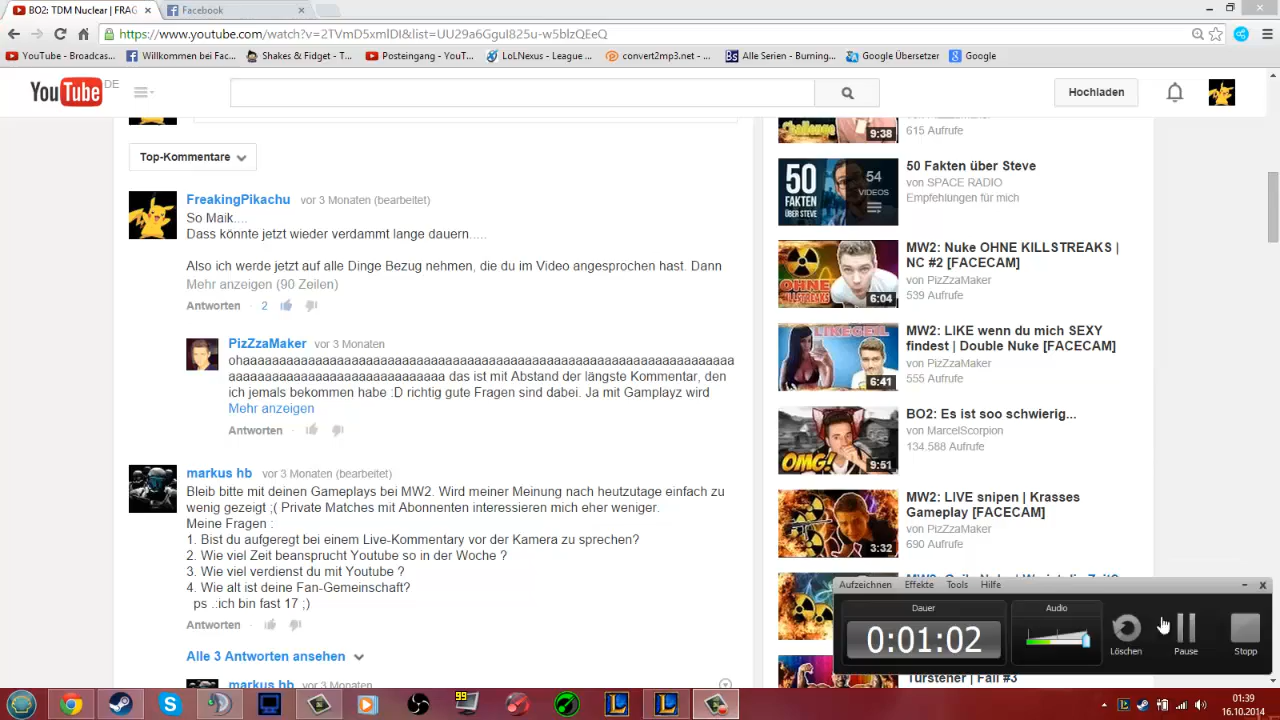 BO2: TDM Nuclear | FRAG
Facebook
https://www.youtube.com/watch?v=2TVmD5xmlDI&list=UU29a6Ggul825u-w5blzQEeQ
YouTube - Broadcas...
Willkommen bei Fac...
Shakes & Fidget - T...
Posteingang - YouT...
LoLNexus - League ...
convert2mp3.net - ...
Alle Serien - Burning...
Google Übersetzer
Google
YouTube DE
Hochladen
Top-Kommentare
FreakingPikachu vor 3 Monaten (bearbeitet)
So Maik....
Dass könnte jetzt wieder verdammt lange dauern.....
Also ich werde jetzt auf alle Dinge Bezug nehmen, die du im Video angesprochen hast. Dann
Mehr anzeigen (90 Zeilen)
Antworten · 2
PizZzaMaker vor 3 Monaten
das ist mit Abstand der längste Kommentar, den
ich jemals bekommen habe :D richtig gute Fragen sind dabei. Ja mit Gamplayz wird
Mehr anzeigen
Antworten ·
markus hb vor 3 Monaten (bearbeitet)
Bleib bitte mit deinen Gameplays bei MW2. Wird meiner Meinung nach heutzutage einfach zu
wenig gezeigt ;( Private Matches mit Abonnenten interessieren mich eher weniger.
Meine Fragen :
1. Bist du aufgeregt bei einem Live-Kommentary vor der Kamera zu sprechen?
2. Wie viel Zeit beansprucht Youtube so in der Woche ?
3. Wie viel verdienst du mit Youtube ?
4. Wie alt ist deine Fan-Gemeinschaft?
ps .:ich bin fast 17 ;)
Antworten ·
Alle 3 Antworten ansehen
markus hb
Challenge
9:38
615 Aufrufe
50 FAKTEN ÜBER STEVE
54 VIDEOS
50 Fakten über Steve
von SPACE RADIO
Empfehlungen für mich
OHNE KILLSTREAKS
6:04
MW2: Nuke OHNE KILLSTREAKS |
NC #2 [FACECAM]
von PizZzaMaker
539 Aufrufe
LIKEGEIL
6:41
MW2: LIKE wenn du mich SEXY
findest | Double Nuke [FACECAM]
von PizZzaMaker
555 Aufrufe
OMG!
9:51
BO2: Es ist soo schwierig...
von MarcelScorpion
134.588 Aufrufe
3:32
MW2: LIVE snipen | Krasses
Gameplay [FACECAM]
von PizZzaMaker
690 Aufrufe
Türsteher | Fail #3
Aufzeichnen Effekte Tools Hilfe
Dauer
0:01:02
Audio
Löschen
Pause
Stopp
99
01:39
16.10.2014